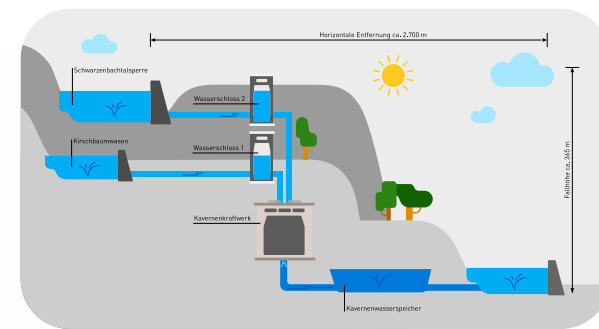 Horizontale Entfernung ca. 2.700 m
Schwarzenbachtalsperre
Wasserschloss 2
Kirschbaumwasen
Wasserschloss 1
Fallhöhe ca. 365 m
Kavernenkraftwerk
Kavernenwasserspeicher